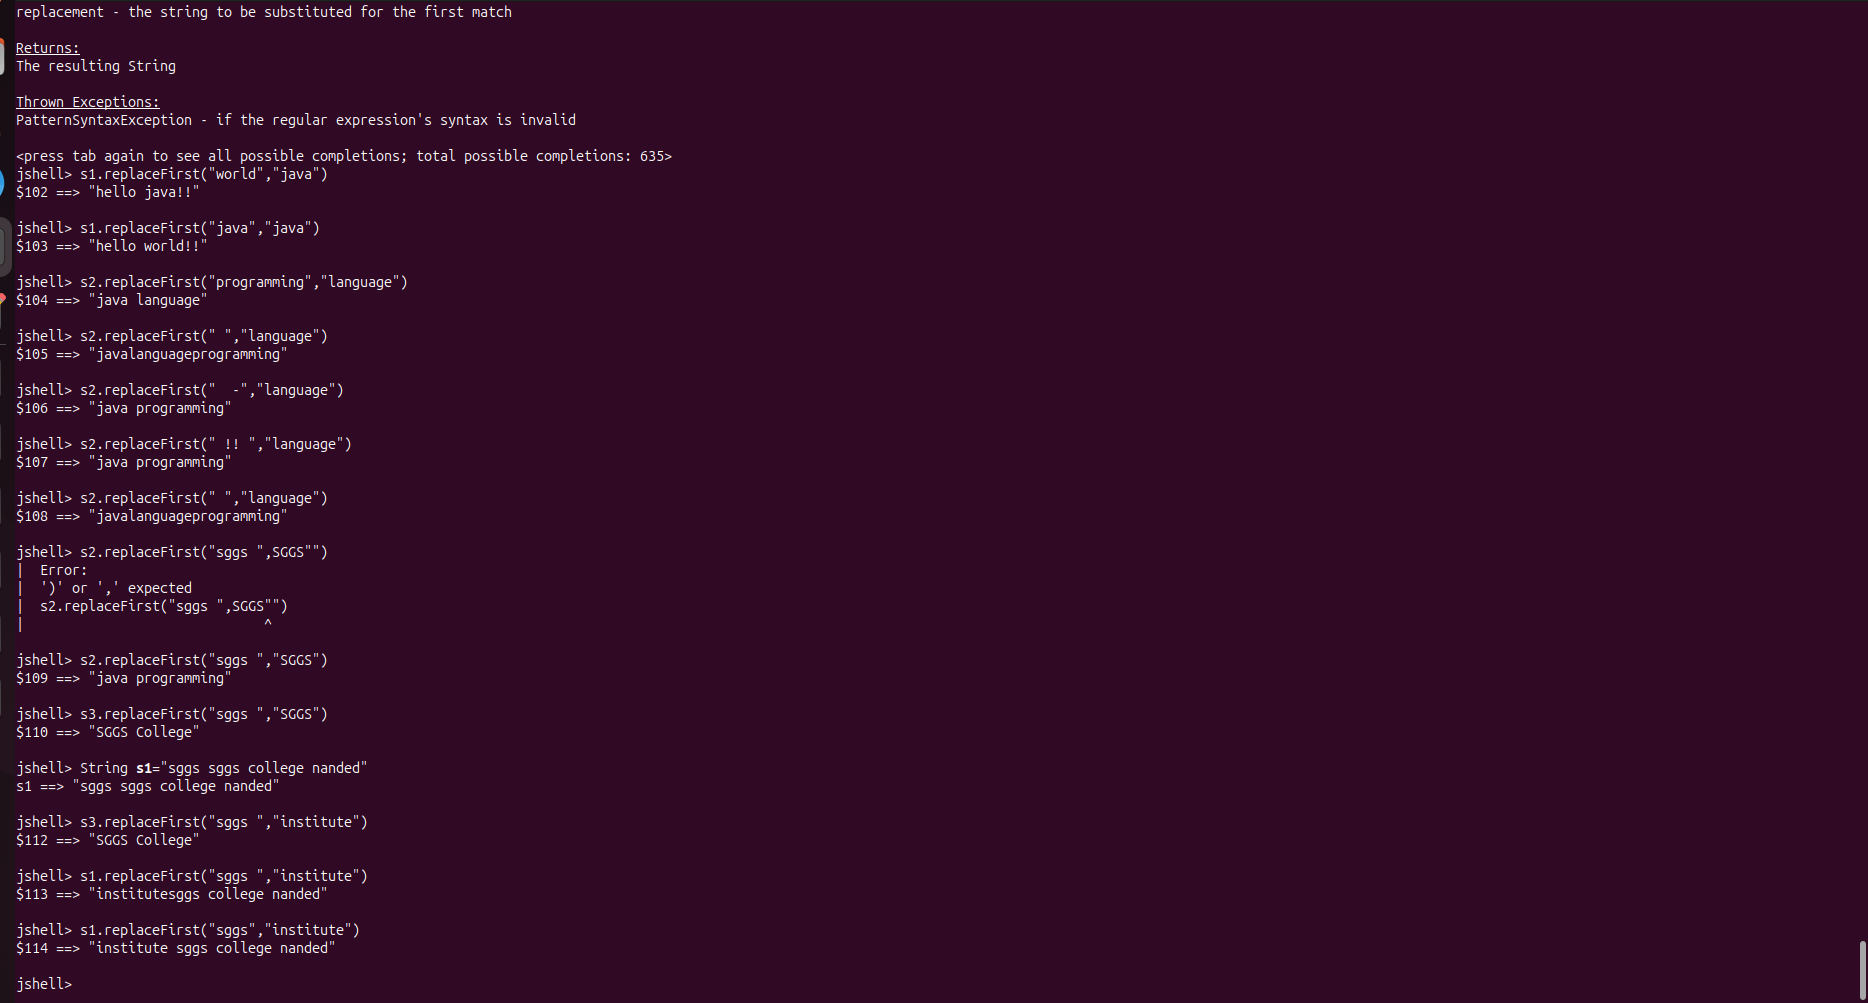 replacement - the string to be substituted for the first match
Returns:
The resulting String
Thrown Exceptions:
PatternSyntaxException - if the regular expression's syntax is invalid
<press tab again to see all possible completions; total possible completions: 635>
jshell> s1.replaceFirst("world","java")
$102 ==> "hello java!!"
jshell> s1.replaceFirst("java","java")
$103 ==> "hello world!!"
jshell> s2.replaceFirst("programming","language")
$104 ==> "java language"
jshell> s2.replaceFirst(" ","language")
$105 ==> "javalanguageprogramming"
jshell> s2.replaceFirst("  -","language")
$106 ==> "java programming"
jshell> s2.replaceFirst(" !! ","language")
$107 ==> "java programming"
jshell> s2.replaceFirst(" ","language")
$108 ==> "javalanguageprogramming"
jshell> s2.replaceFirst("sggs ",SGGS"")
|  Error:
|  ')' or ',' expected
|  s2.replaceFirst("sggs ",SGGS"")
|                              ^
jshell> s2.replaceFirst("sggs ","SGGS")
$109 ==> "java programming"
jshell> s3.replaceFirst("sggs ","SGGS")
$110 ==> "SGGS College"
jshell> String s1="sggs sggs college nanded"
s1 ==> "sggs sggs college nanded"
jshell> s3.replaceFirst("sggs ","institute")
$112 ==> "SGGS College"
jshell> s1.replaceFirst("sggs ","institute")
$113 ==> "institutesggs college nanded"
jshell> s1.replaceFirst("sggs","institute")
$114 ==> "institute sggs college nanded"
jshell>